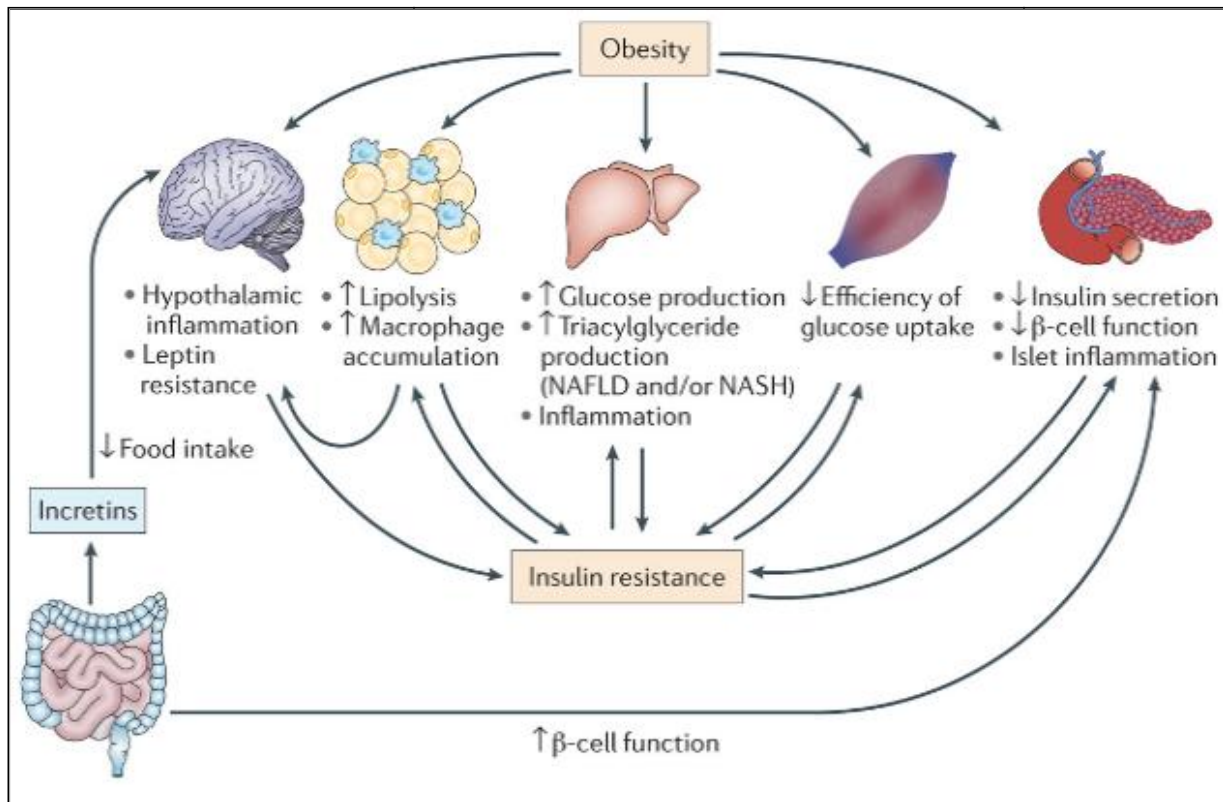 Obesity
• Hypothalamic
inflammation
• Leptin
resistance
• ↑ Lipolysis
• ↑ Macrophage
accumulation
• ↑ Glucose production
• ↑ Triacylglyceride
production
(NAFLD and/or NASH)
• Inflammation
↓ Efficiency of
glucose uptake
• ↓ Insulin secretion
• ↓ β-cell function
• Islet inflammation
↓ Food intake
Incretins
Insulin resistance
↑ β-cell function